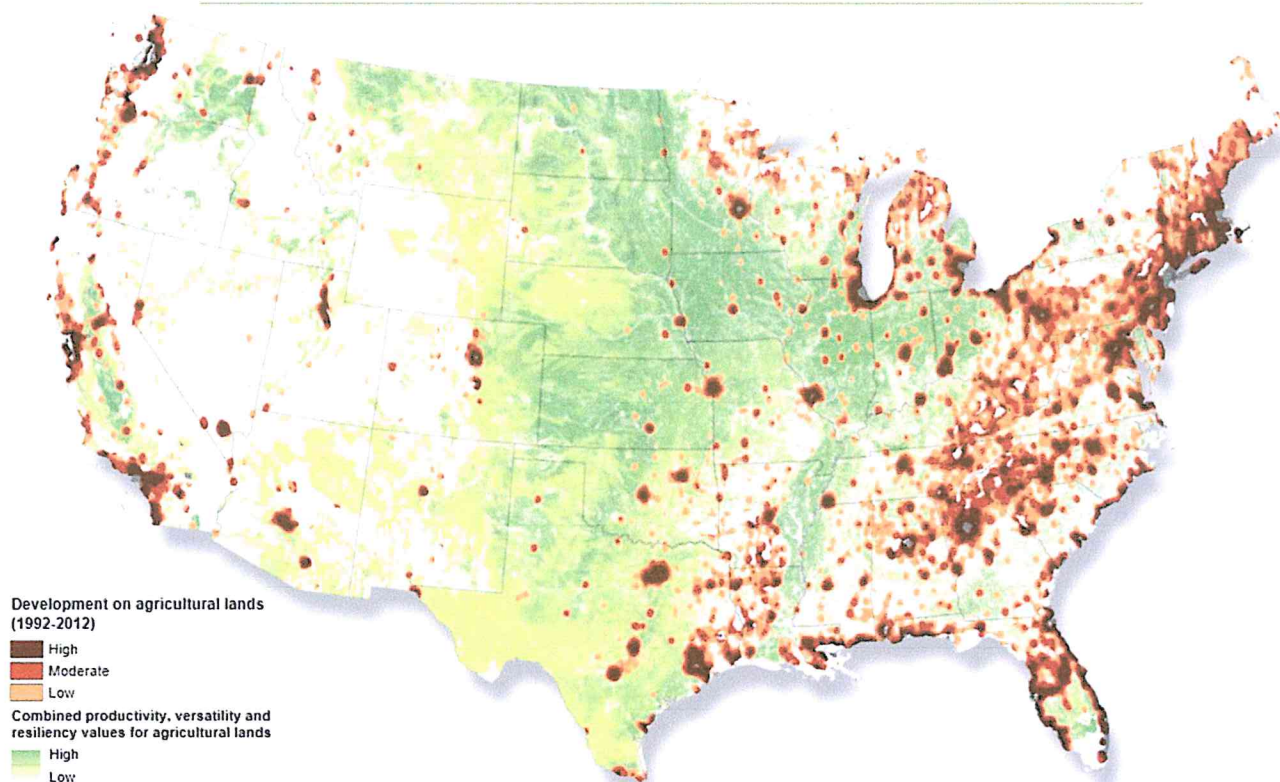 Development on agricultural lands
(1992-2012)
High
Moderate
Low
Combined productivity, versatility and
resiliency values for agricultural lands
High
Low